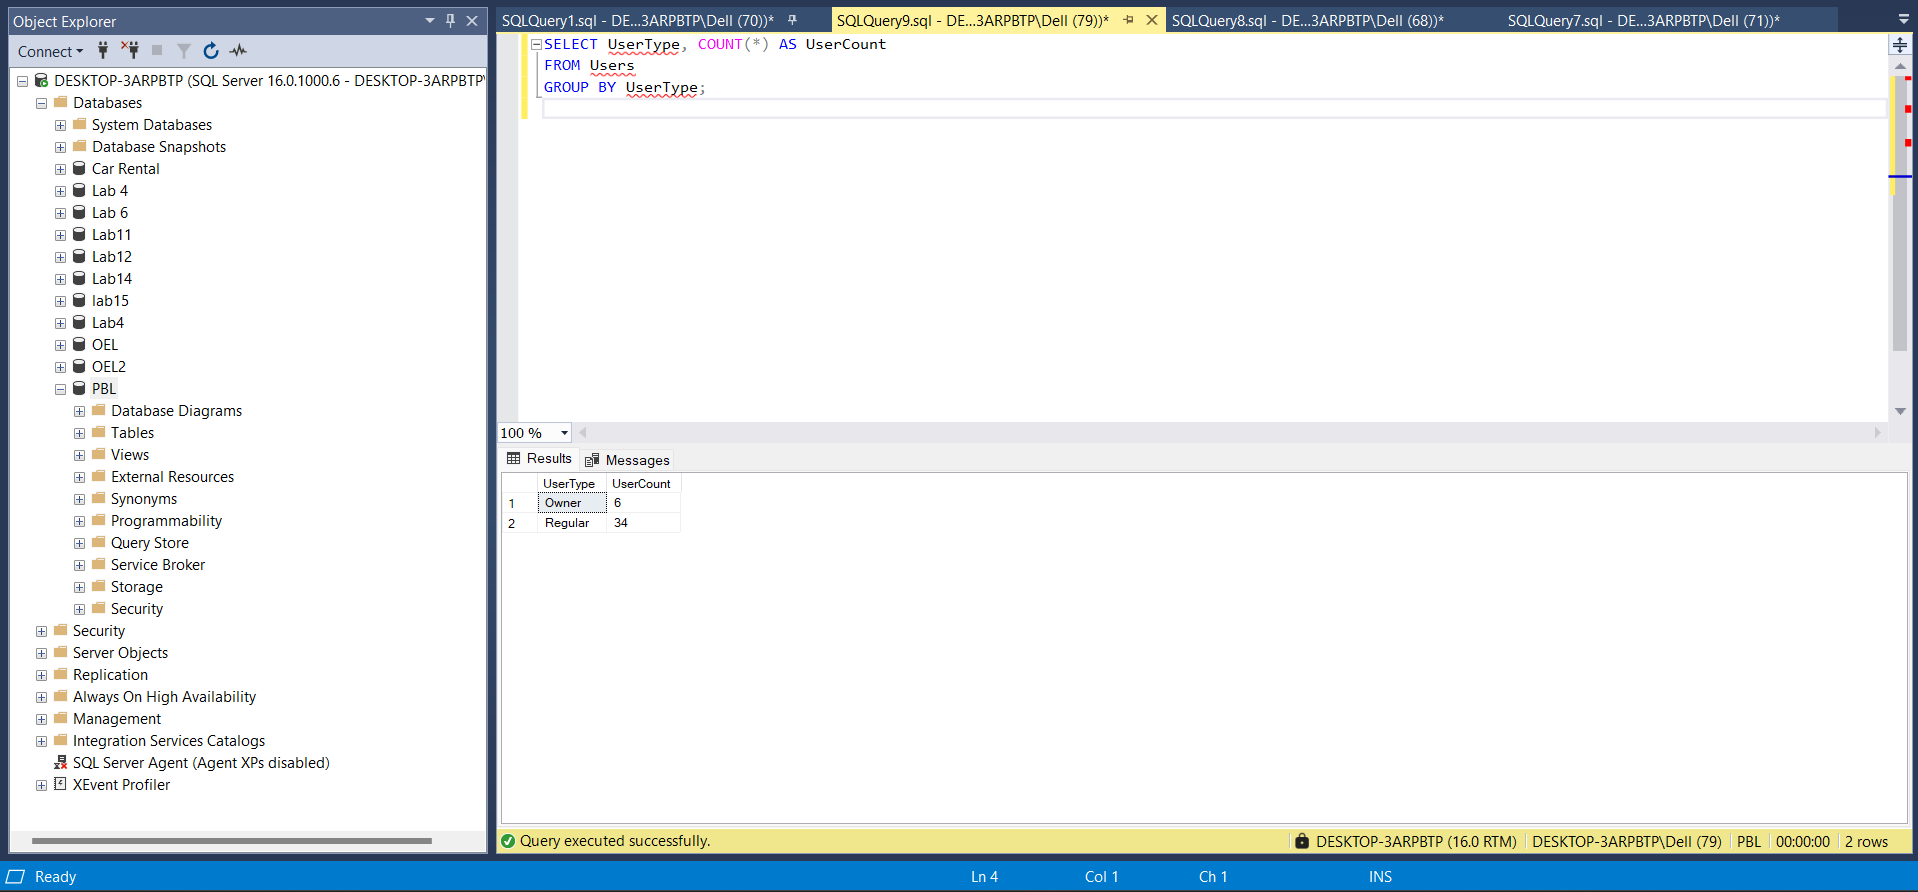 Object Explorer
Connect
DESKTOP-3ARPBTP (SQL Server 16.0.1000.6 - DESKTOP-3ARPBTP\
Databases
System Databases
Database Snapshots
Car Rental
Lab 4
Lab 6
Lab11
Lab12
Lab14
lab15
Lab4
OEL
OEL2
PBL
Database Diagrams
Tables
Views
External Resources
Synonyms
Programmability
Query Store
Service Broker
Storage
Security
Security
Server Objects
Replication
Always On High Availability
Management
Integration Services Catalogs
SQL Server Agent (Agent XPs disabled)
XEvent Profiler
SQLQuery1.sql - DE...3ARPBTP\Dell (70))* SQLQuery9.sql - DE...3ARPBTP\Dell (79))* SQLQuery8.sql - DE...3ARPBTP\Dell (68))* SQLQuery7.sql - DE...3ARPBTP\Dell (71))*
SELECT UserType, COUNT(*) AS UserCount
FROM Users
GROUP BY UserType;
100 %
Results Messages
UserType UserCount
1 Owner 6
2 Regular 34
Query executed successfully. DESKTOP-3ARPBTP (16.0 RTM) DESKTOP-3ARPBTP\Dell (79) PBL 00:00:00 2 rows
Ready Ln 4 Col 1 Ch 1 INS